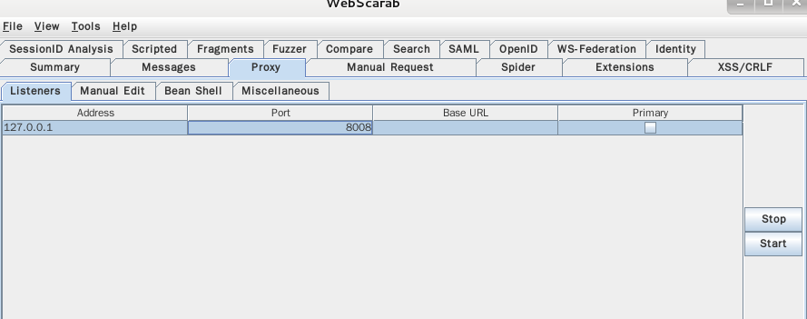 WebScarab
File View Tools Help
SessionID Analysis Scripted Fragments Fuzzer Compare Search SAML OpenID WS-Federation Identity
Summary Messages Proxy Manual Request Spider Extensions XSS/CRLF
Listeners Manual Edit Bean Shell Miscellaneous
Address Port Base URL Primary
127.0.0.1 8008
Stop
Start